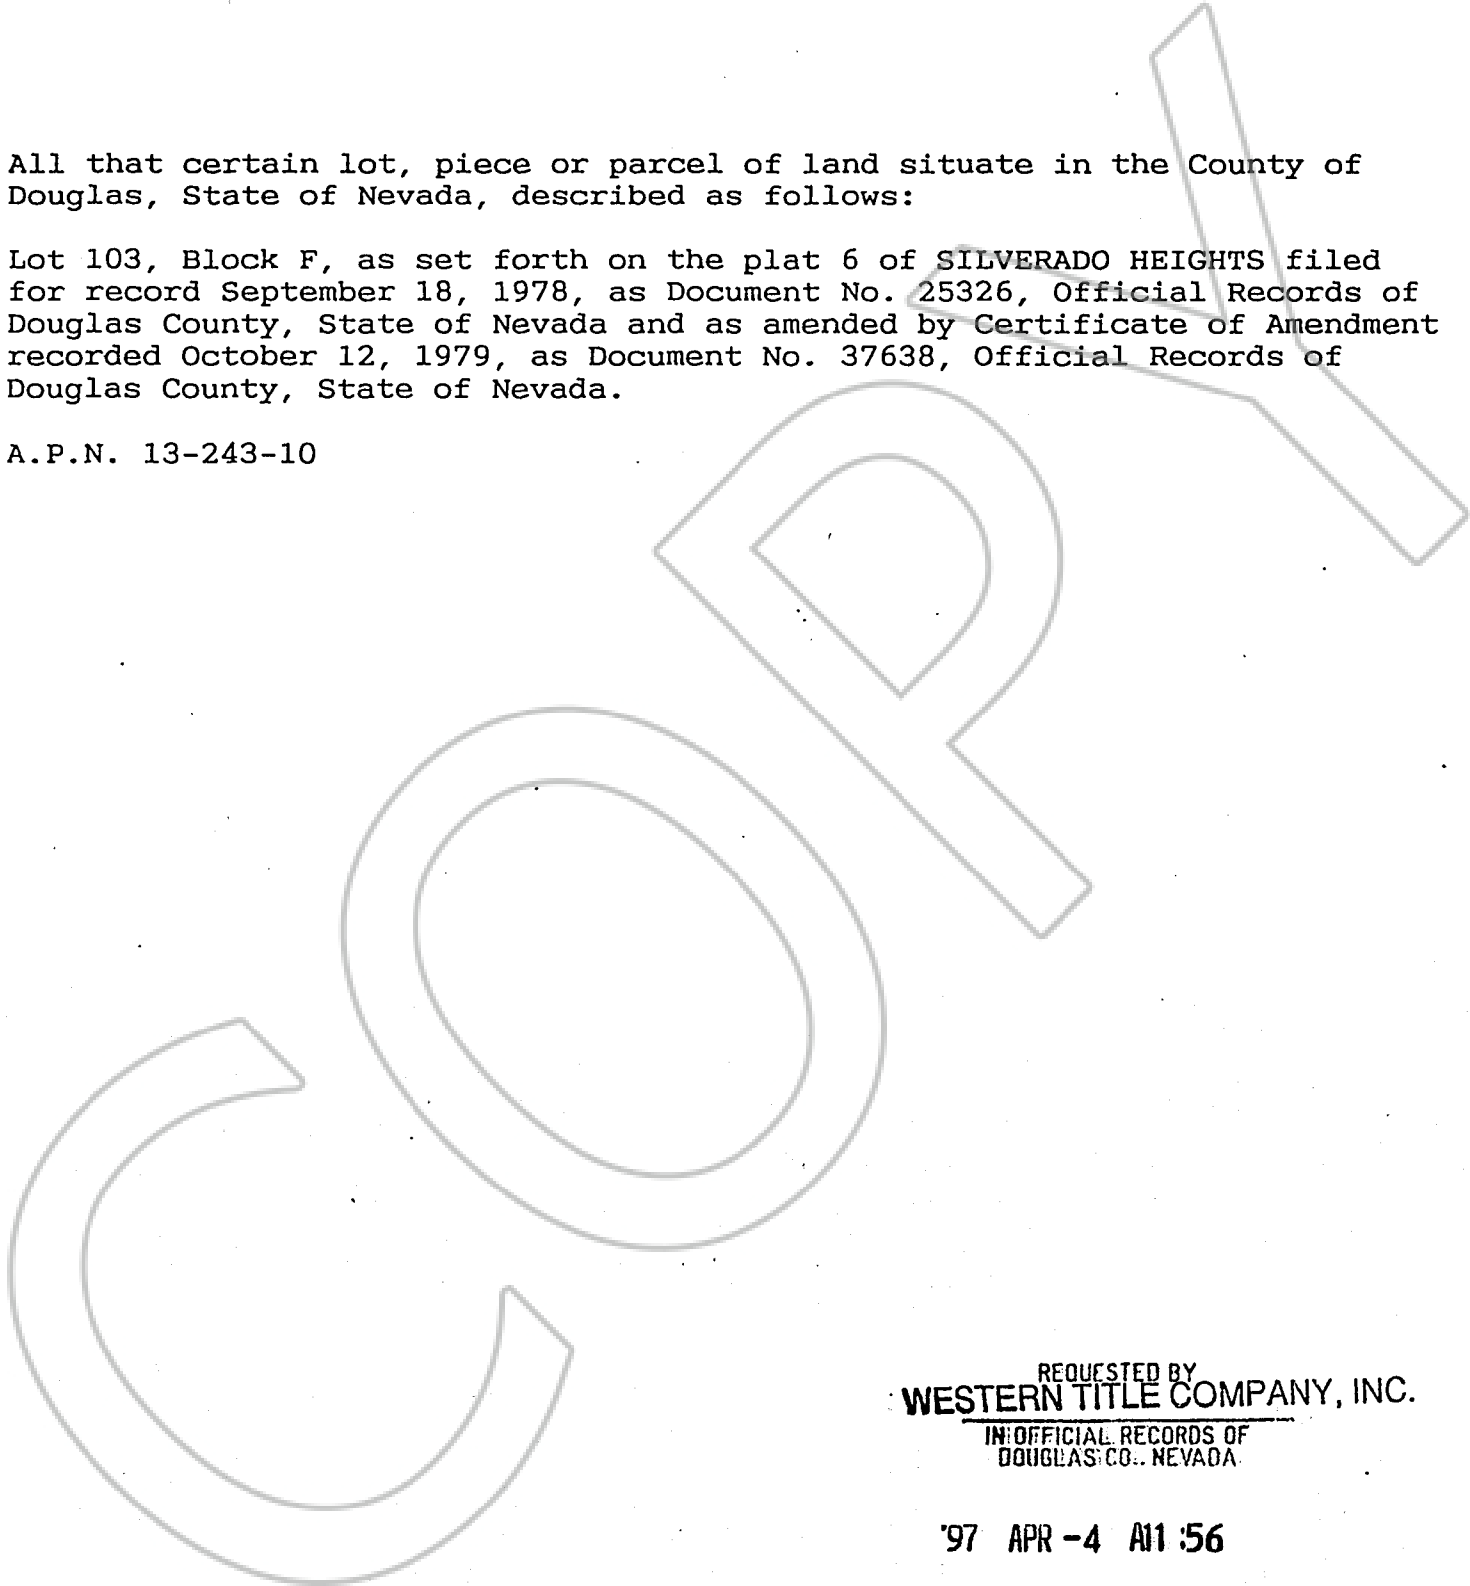 All that certain lot, piece or parcel of land situate in the County of
Douglas, State of Nevada, described as follows:
Lot 103, Block F, as set forth on the plat 6 of SILVERADO HEIGHTS filed
for record September 18, 1978, as Document No. 25326, Official Records of
Douglas County, State of Nevada and as amended by Certificate of Amendment
recorded October 12, 1979, as Document No. 37638, Official Records of
Douglas County, State of Nevada.
A.P.N. 13-243-10
COPY
REQUESTED BY
WESTERN TITLE COMPANY, INC.
IN OFFICIAL RECORDS OF
DOUGLAS CO., NEVADA
'97 APR -4 A11:56